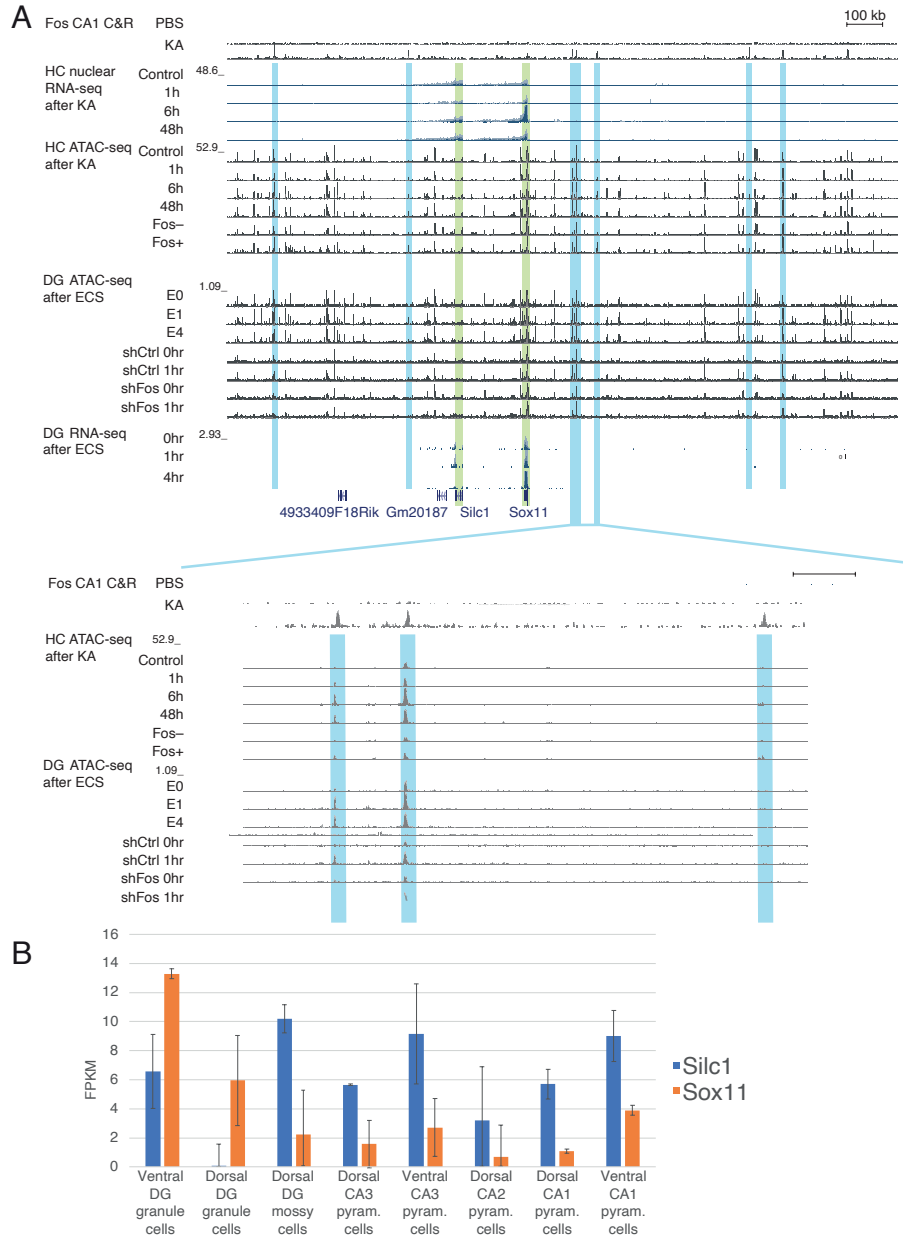 A
Fos CA1 C&R PBS
100 kb
KA
HC nuclear
RNA-seq
after KA
Control 48.6_
1h
6h
48h
HC ATAC-seq
after KA
Control 52.9_
1h
6h
48h
Fos–
Fos+
DG ATAC-seq
after ECS
1.09_
E0
E1
E4
shCtrl 0hr
shCtrl 1hr
shFos 0hr
shFos 1hr
DG RNA-seq
after ECS
0hr 2.93_
1hr
4hr
4933409F18Rik Gm20187 Silc1 Sox11
Fos CA1 C&R PBS
KA
HC ATAC-seq
after KA
52.9_
Control
1h
6h
48h
Fos–
Fos+
DG ATAC-seq
after ECS
1.09_
E0
E1
E4
shCtrl 0hr
shCtrl 1hr
shFos 0hr
shFos 1hr
B
FPKM
16
14
12
10
8
6
4
2
0
Silc1
Sox11
Ventral Dorsal Dorsal Dorsal Ventral Dorsal Dorsal Ventral
DG DG DG CA3 CA3 CA2 CA1 CA1
granule granule mossy pyram. pyram. pyram. pyram. pyram.
cells cells cells cells cells cells cells cells